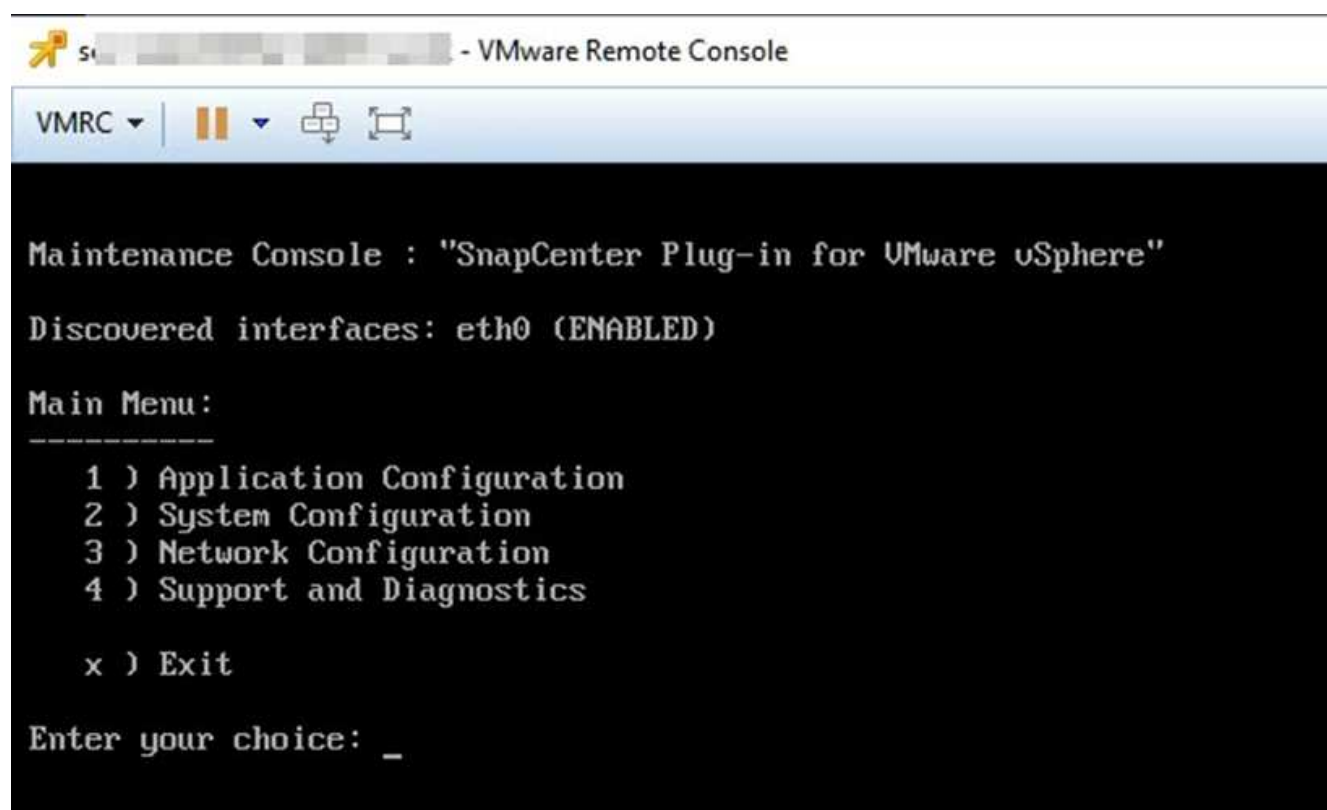 - VMware Remote Console
VMRC
Maintenance Console : "SnapCenter Plug-in for VMware vSphere"
Discovered interfaces: eth0 (ENABLED)
Main Menu:
----------
1 ) Application Configuration
2 ) System Configuration
3 ) Network Configuration
4 ) Support and Diagnostics
x ) Exit
Enter your choice: _